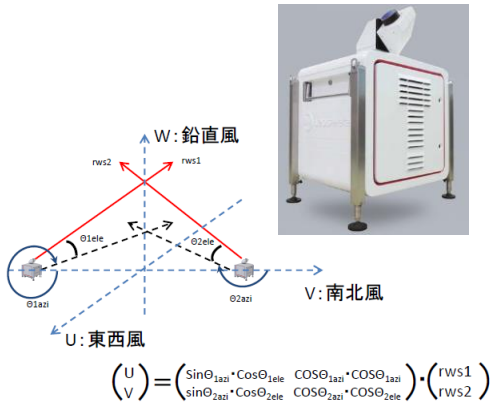 W:鉛直風
rws2
rws1
Θ1ele
Θ2ele
Θ1azi
Θ2azi
V:南北風
U:東西風
(U V) = (SinΘ1azi・CosΘ1ele COSΘ1azi・COSΘ1azi)・(rws1
sinΘ2azi・CosΘ2ele COSΘ2azi・COSΘ2ele) rws2)